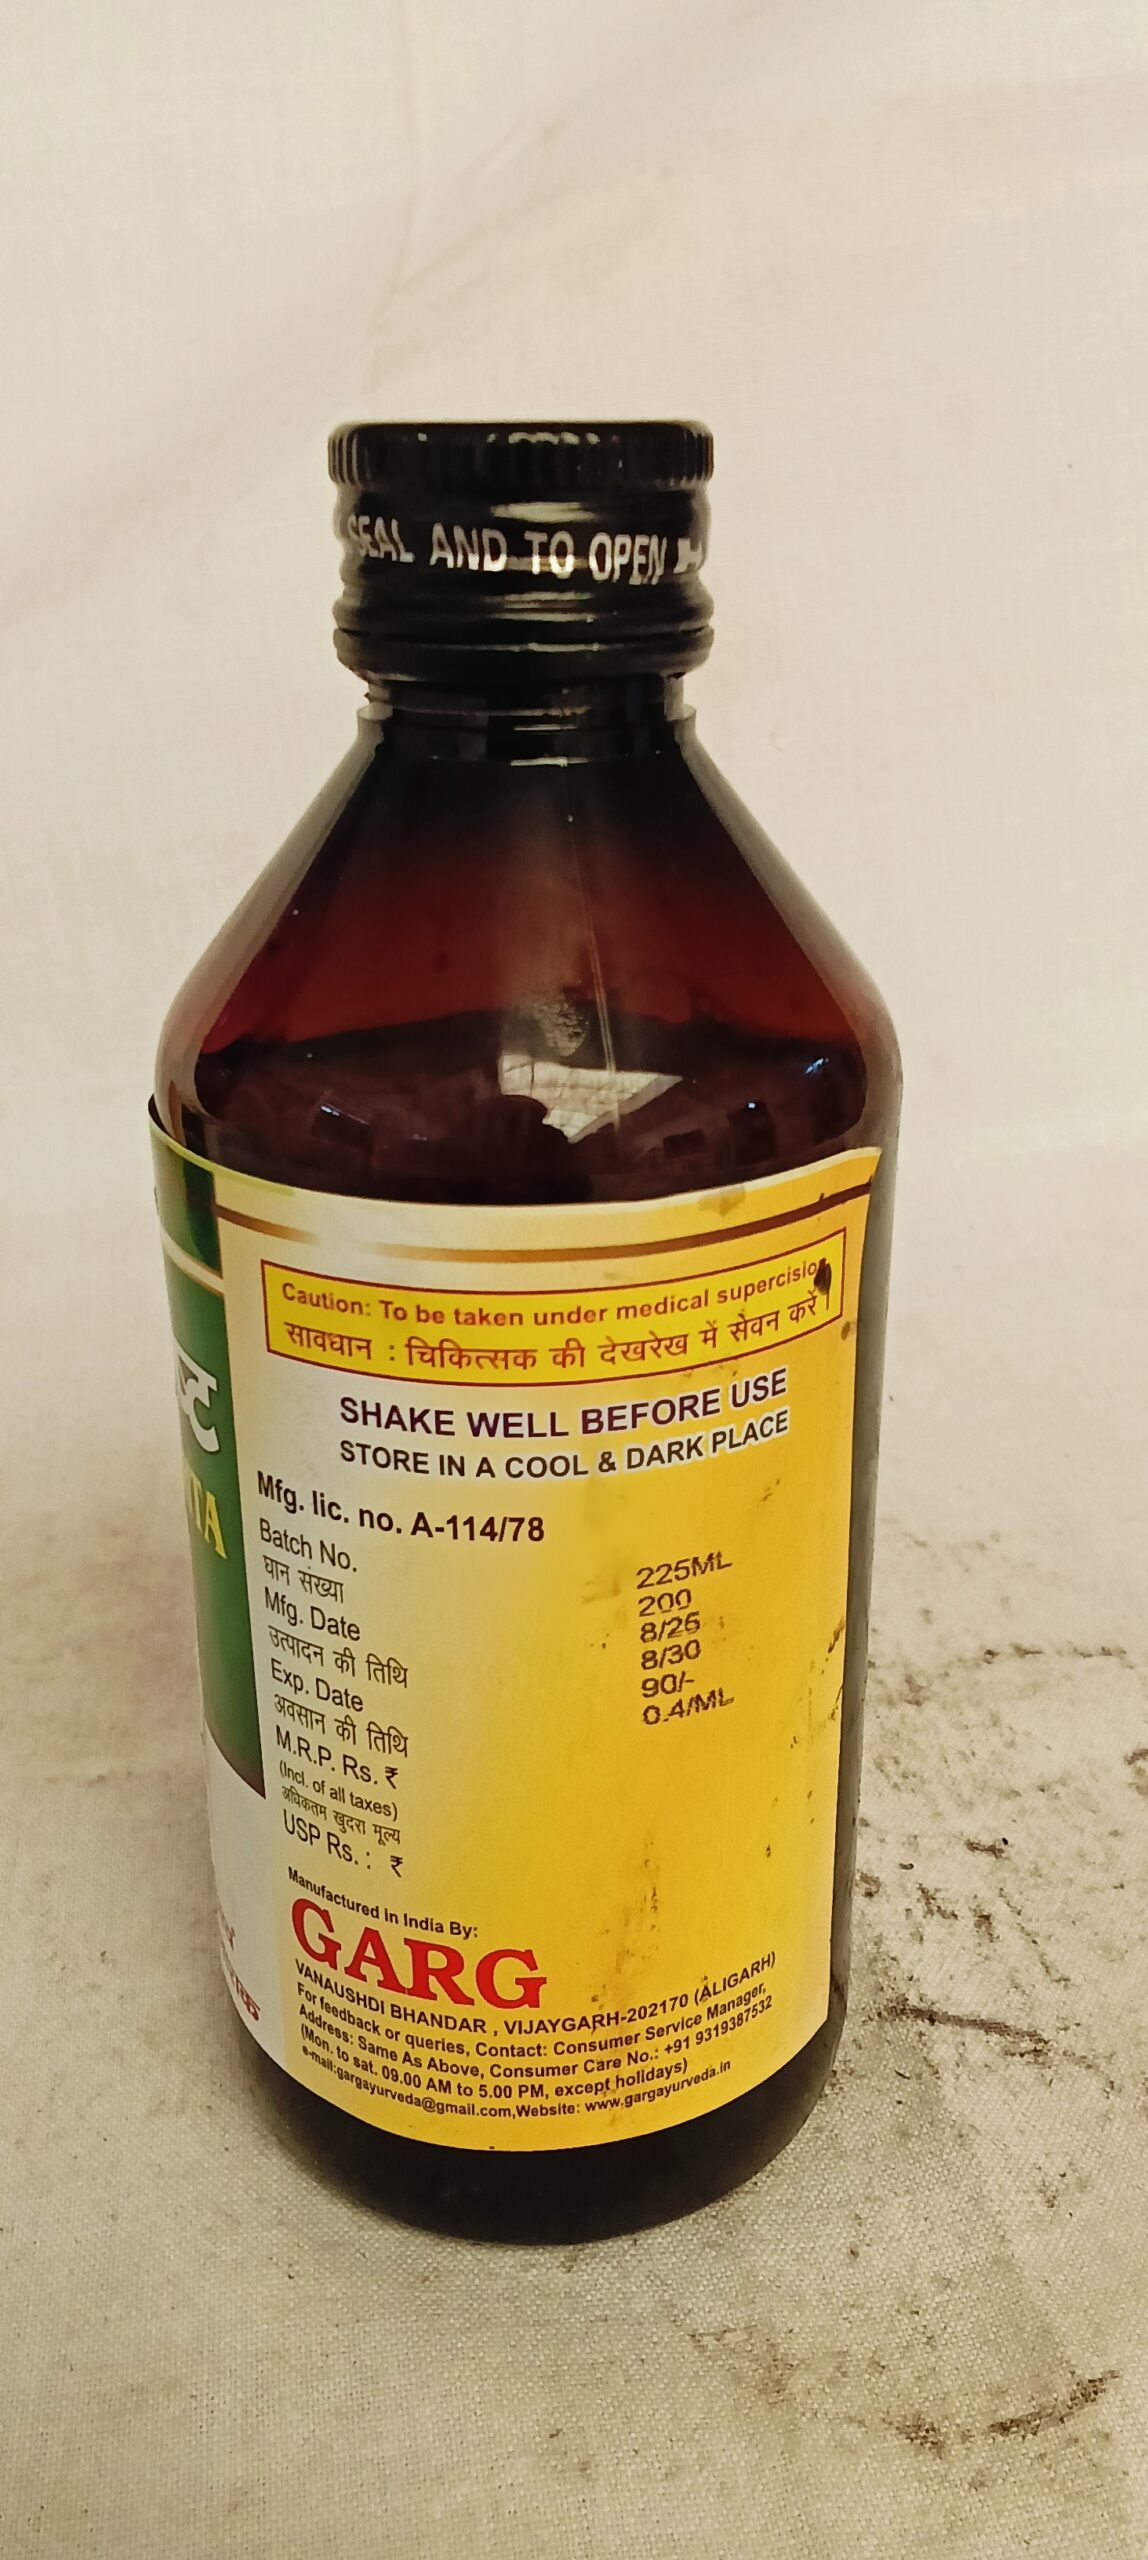 SEAL AND TO OPEN
ष्ट
TA
Caution: To be taken under medical supercision
सावधान : चिकित्सक की देखरेख में सेवन करें।
SHAKE WELL BEFORE USE
STORE IN A COOL & DARK PLACE
Mfg. lic. no. A-114/78
Batch No.
घान संख्या
Mfg. Date
उत्पादन की तिथि
Exp. Date
अवसान की तिथि
M.R.P. Rs. ₹
(Incl. of all taxes)
अधिकतम खुदरा मूल्य
USP Rs. : ₹
225ML
200
8/25
8/30
90/-
0.4/ML
Manufactured in India By:
GARG
VANAUSHDI BHANDAR , VIJAYGARH-202170 (ALIGARH)
For feedback or queries, Contact: Consumer Service Manager,
Address: Same As Above, Consumer Care No.: +91 9319387532
(Mon. to sat. 09.00 AM to 5.00 PM, except holidays)
e-mail:gargayurveda@gmail.com,Website: www.gargayurveda.in